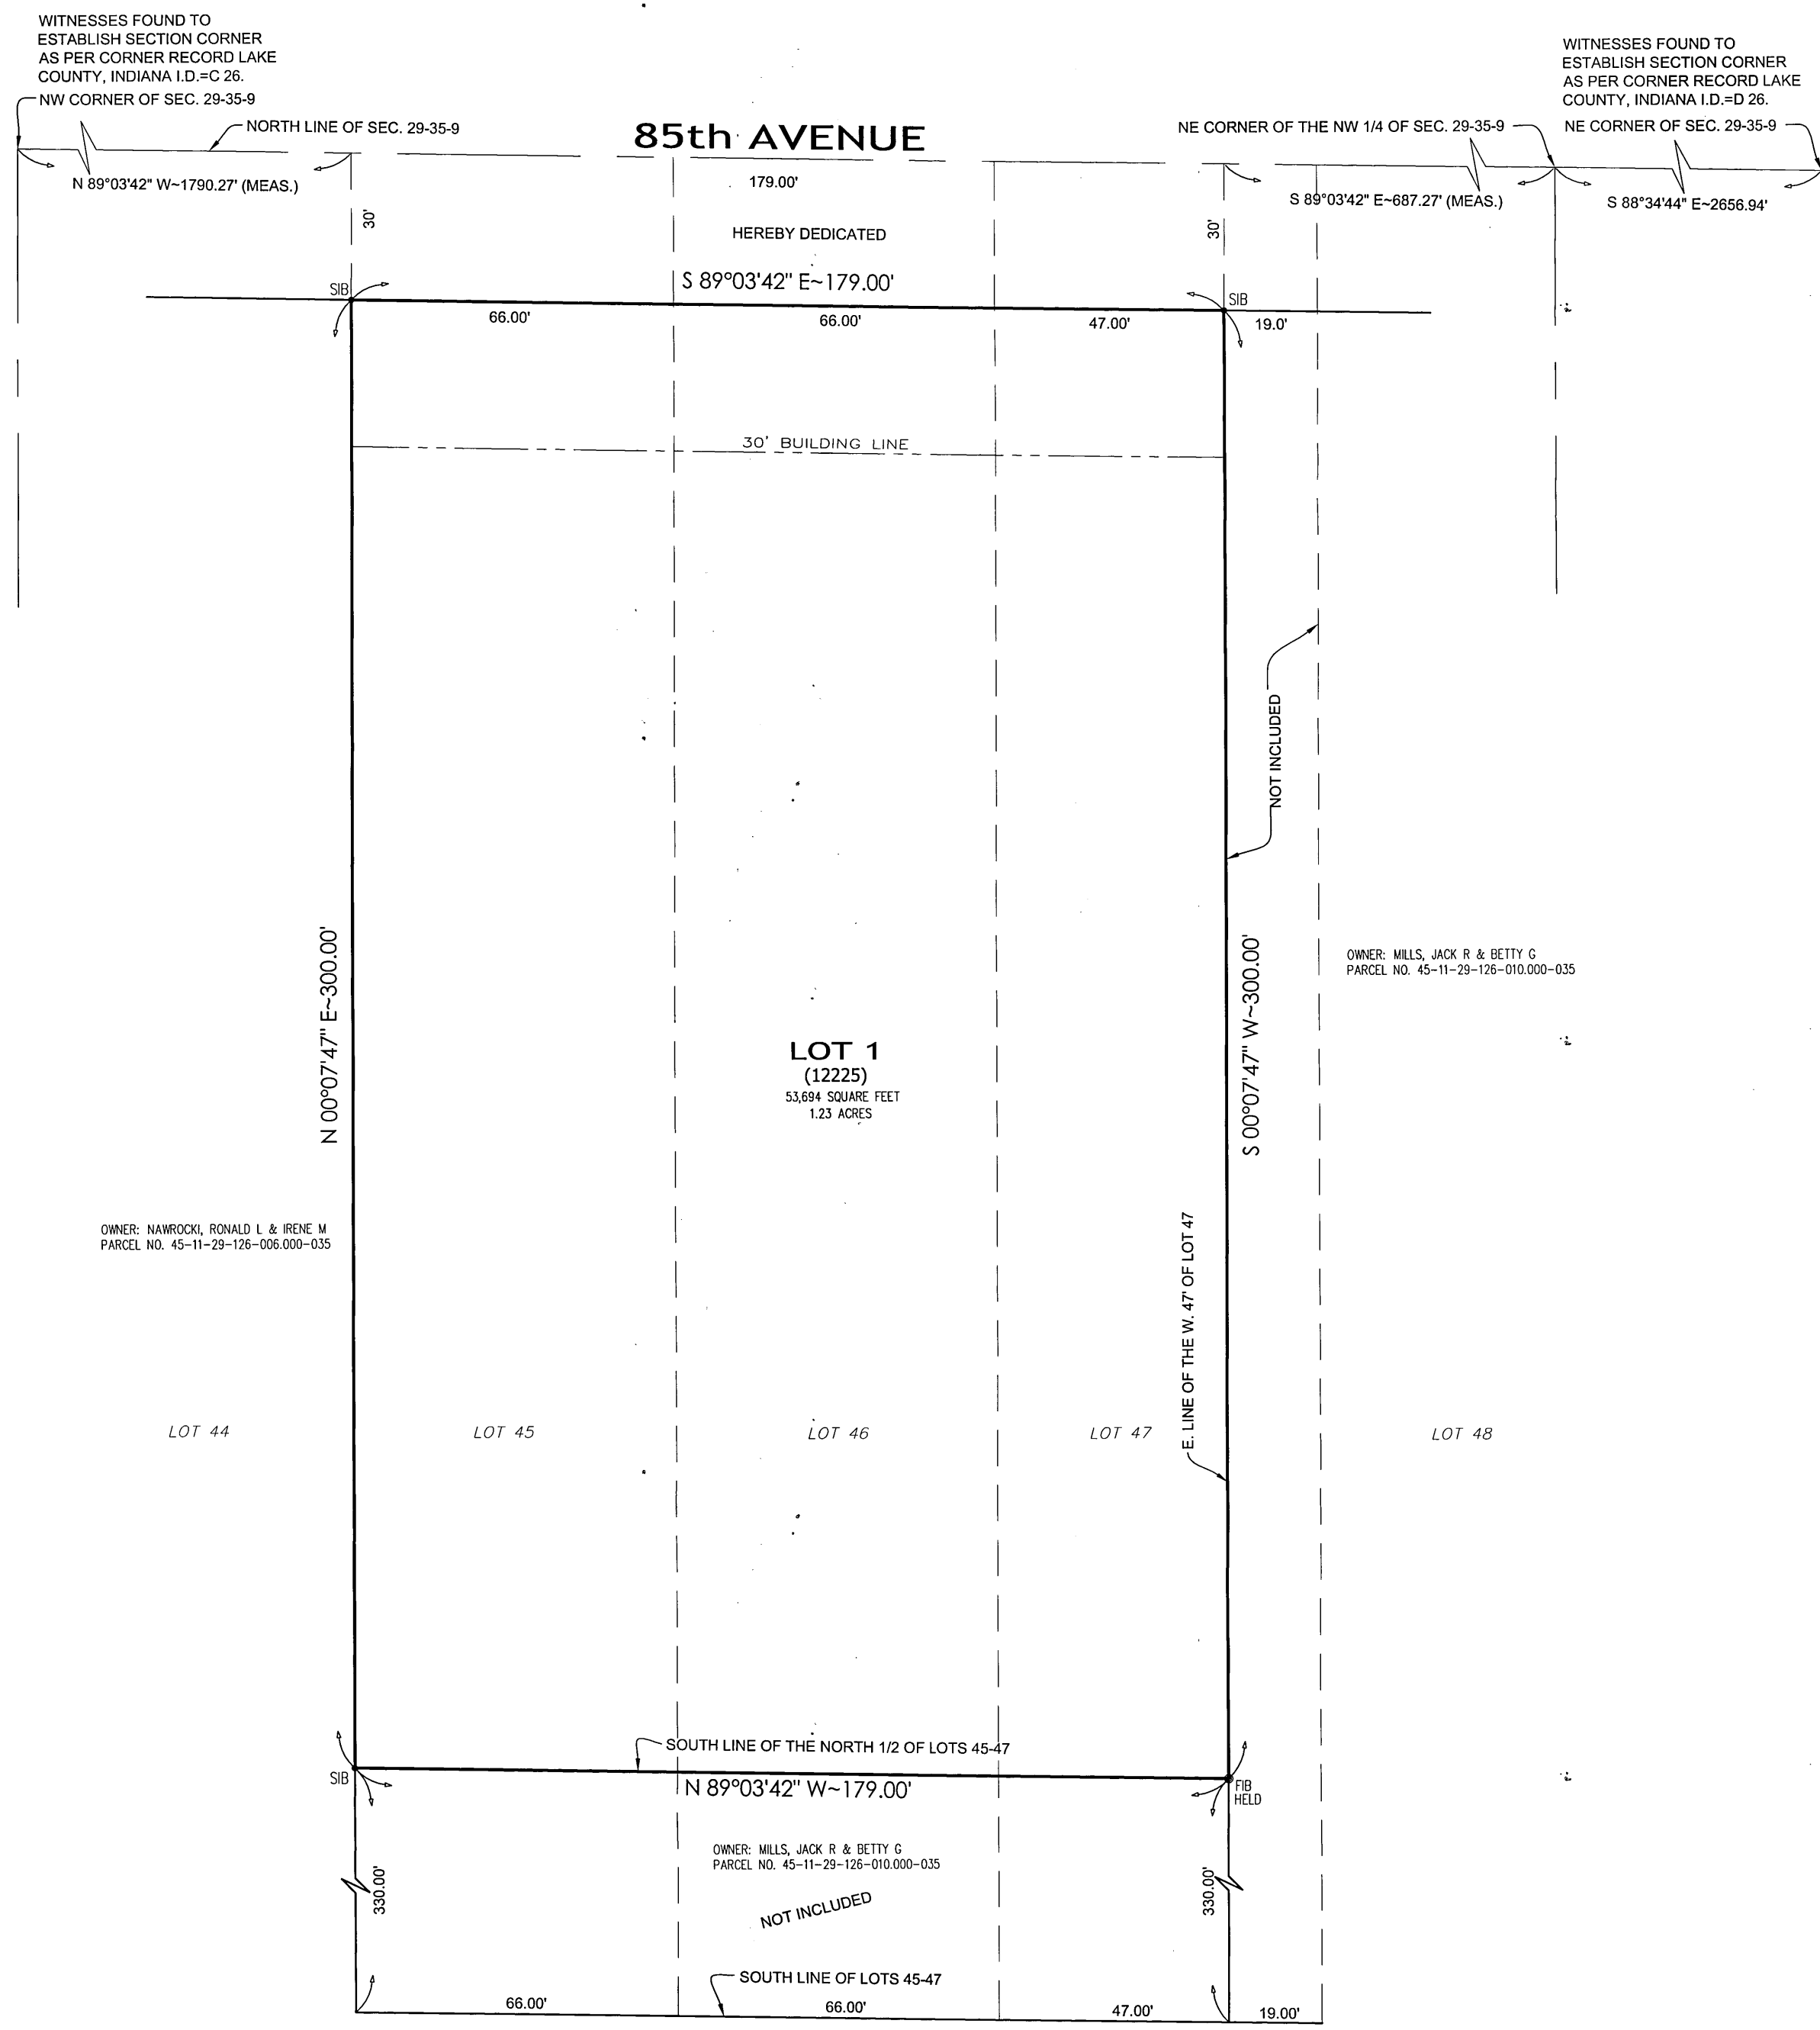 WITNESSES FOUND TO
ESTABLISH SECTION CORNER
AS PER CORNER RECORD LAKE
COUNTY, INDIANA I.D.=C 26.
NW CORNER OF SEC. 29-35-9
NORTH LINE OF SEC. 29-35-9
N 89°03'42" W~1790.27' (MEAS.)
85th AVENUE
179.00'
WITNESSES FOUND TO
ESTABLISH SECTION CORNER
AS PER CORNER RECORD LAKE
COUNTY, INDIANA I.D.=D 26.
NE CORNER OF THE NW 1/4 OF SEC. 29-35-9
NE CORNER OF SEC. 29-35-9
S 89°03'42" E~687.27' (MEAS.)
S 88°34'44" E~2656.94'
30'
HEREBY DEDICATED
30'
S 89°03'42" E~179.00'
SIB
SIB
66.00'
66.00'
47.00'
19.0'
30' BUILDING LINE
NOT INCLUDED
N 00°07'47" E~300.00'
S 00°07'47" W~300.00'
OWNER: MILLS, JACK R & BETTY G
PARCEL NO. 45-11-29-126-010.000-035
LOT 1
(12225)
53,694 SQUARE FEET
1.23 ACRES
OWNER: NAWROCKI, RONALD L & IRENE M
PARCEL NO. 45-11-29-126-006.000-035
E. LINE OF THE W. 47' OF LOT 47
LOT 44
LOT 45
LOT 46
LOT 47
LOT 48
SOUTH LINE OF THE NORTH 1/2 OF LOTS 45-47
SIB
N 89°03'42" W~179.00'
FIB
HELD
OWNER: MILLS, JACK R & BETTY G
PARCEL NO. 45-11-29-126-010.000-035
330.00'
NOT INCLUDED
330.00'
SOUTH LINE OF LOTS 45-47
66.00'
66.00'
47.00'
19.00'